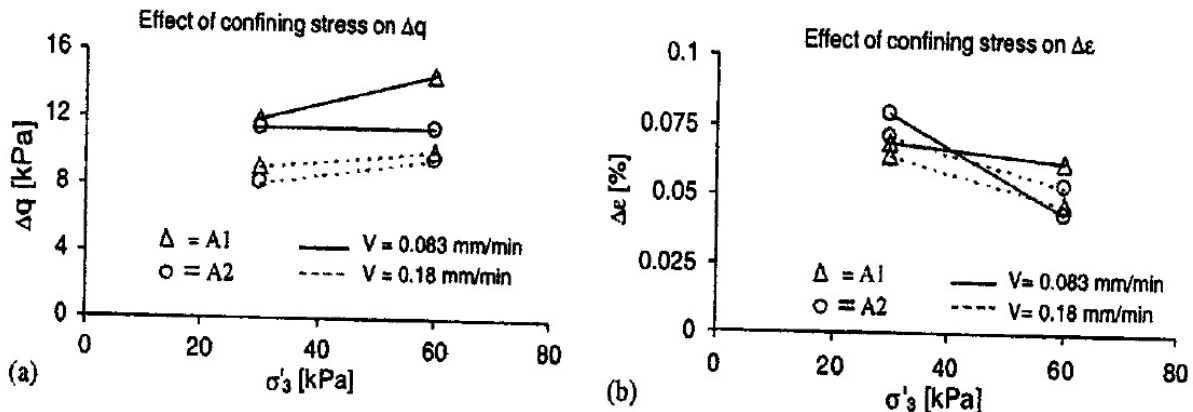 Effect of confining stress on Δq
16
12
8
4
0
Δq [kPa]
Δ = A1
V = 0.083 mm/min
O = A2
V = 0.18 mm/min
0 20 40 60 80
σ'3 [kPa]
(a)
Effect of confining stress on Δε
0.1
0.075
0.05
0.025
0
Δε [%]
Δ = A1
V= 0.083 mm/min
O = A2
V= 0.18 mm/min
0 20 40 60 80
σ'3 [kPa]
(b)